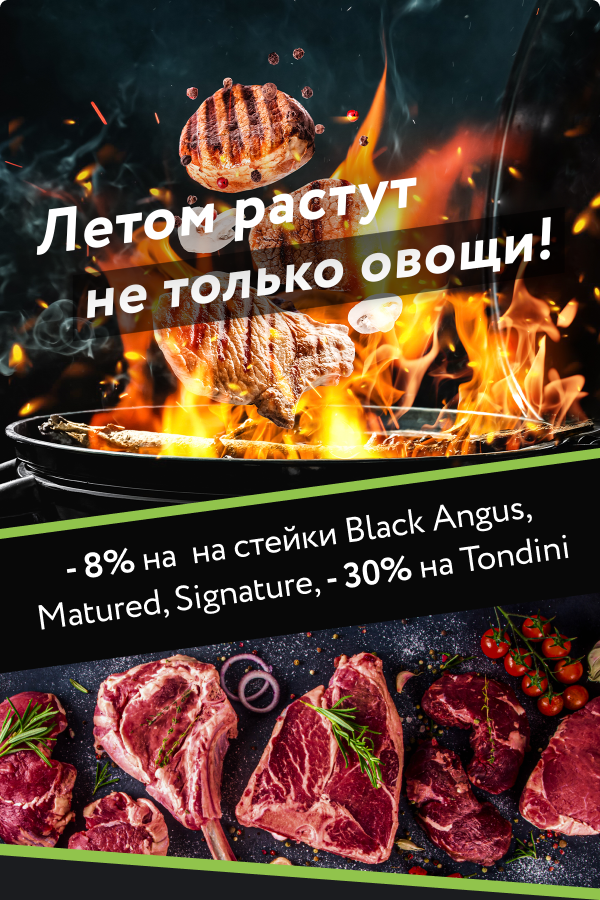 Летом растут
не только овощи!
- 8% на на стейки Black Angus,
Matured, Signature, - 30% на Tondini